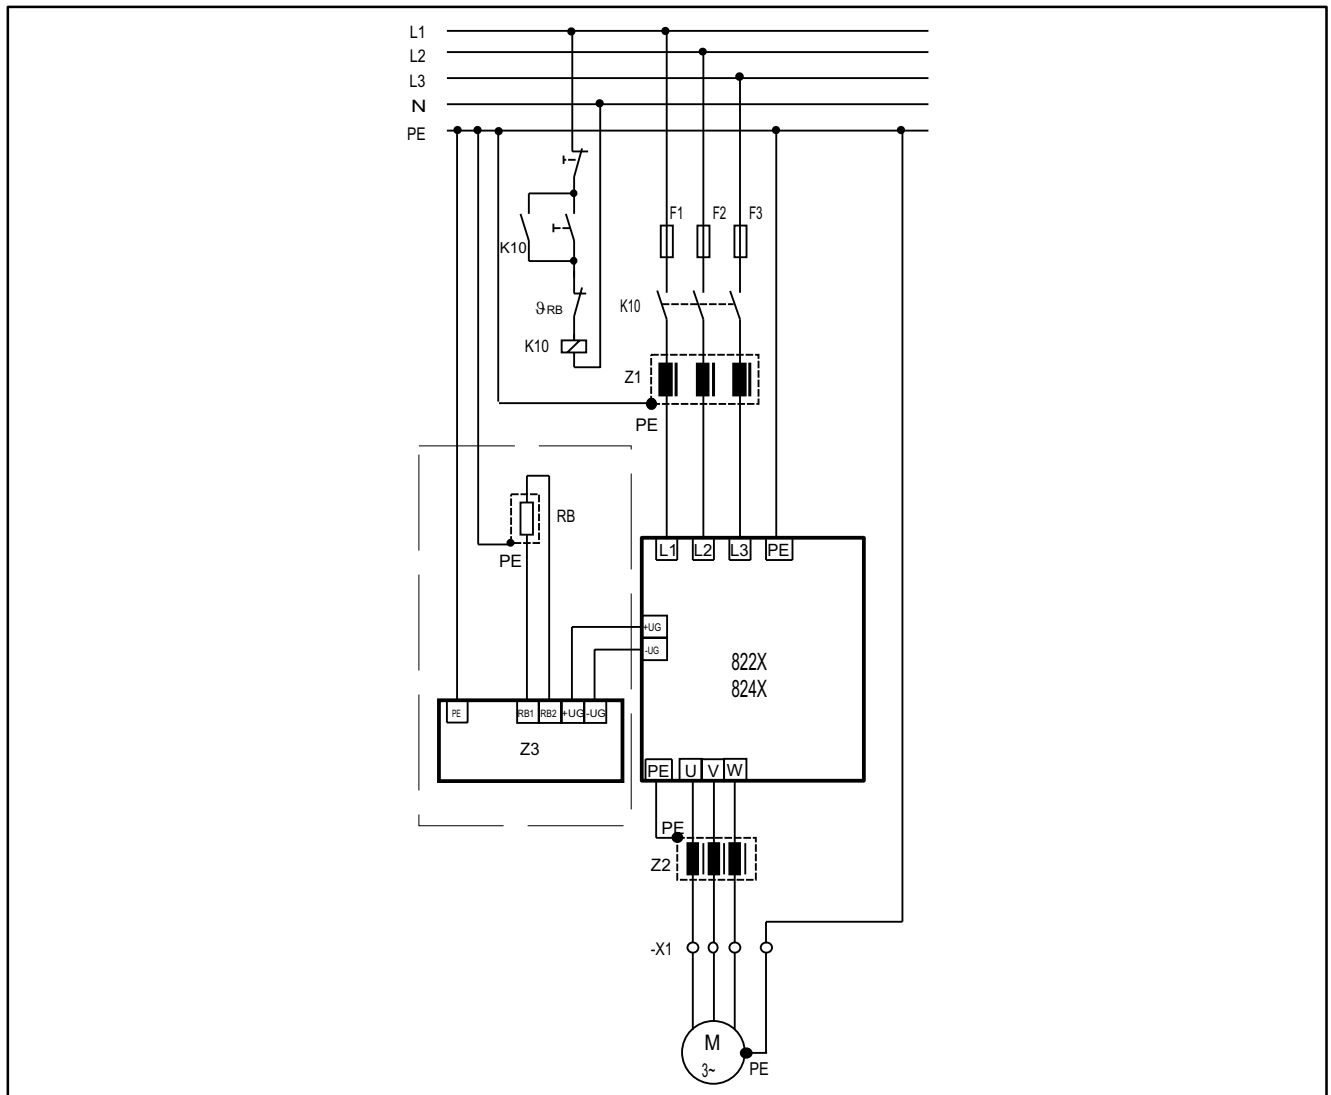 L1
L2
L3
N
PE
F1 F2 F3
K10
ϑRB
K10
K10
Z1
PE
RB
PE
L1 L2 L3 PE
+UG
-UG
822X
824X
PE RB1 RB2 +UG -UG
Z3
PE U V W
PE
Z2
-X1
M
3~
PE